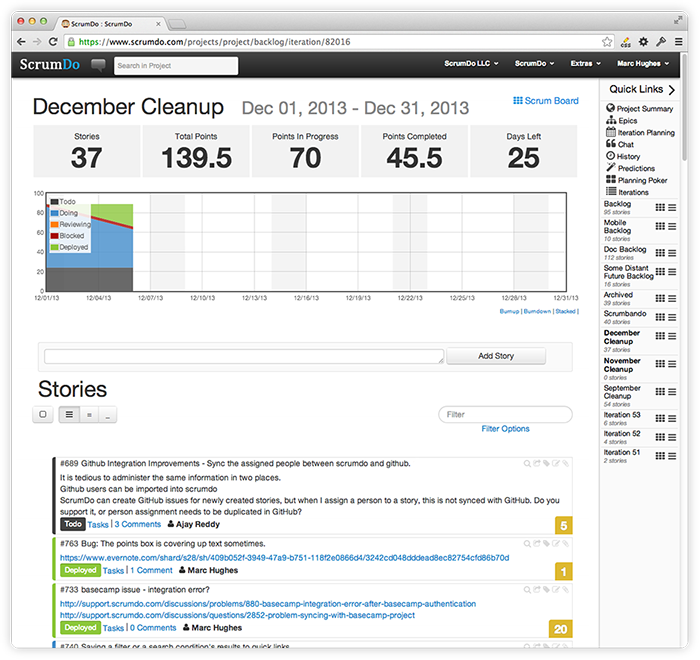 ScrumDo : ScrumDo
https://www.scrumdo.com/projects/project/backlog/iteration/82016
ScrumDo
Search in Project
ScrumDo LLC
ScrumDo
Extras
Marc Hughes
December Cleanup Dec 01, 2013 - Dec 31, 2013
Scrum Board
Stories
37
Total Points
139.5
Points In Progress
70
Points Completed
45.5
Days Left
25
100
80
60
40
20
0
Todo
Doing
Reviewing
Blocked
Deployed
12/01/13 12/04/13 12/07/13 12/10/13 12/13/13 12/16/13 12/19/13 12/22/13 12/25/13 12/28/13 12/31/13
Burnup | Burndown | Stacked |
Add Story
Stories
Filter
Filter Options
#689 Github Integration Improvements - Sync the assigned people between scrumdo and github.
It is tedious to administer the same information in two places.
Github users can be imported into scrumdo
ScrumDo can create GitHub issues for newly created stories, but when I assign a person to a story, this is not synced with GitHub. Do you
support it, or person assignment needs to be duplicated in GitHub?
Todo Tasks | 3 Comments Ajay Reddy
5
#763 Bug: The points box is covering up text sometimes.
https://www.evernote.com/shard/s28/sh/409b052f-3949-47a9-b751-118f2e0866d4/3242cd048dddead8ec82754cfd86b70d
Deployed Tasks | 1 Comment Marc Hughes
1
#733 basecamp issue - integration error?
http://support.scrumdo.com/discussions/problems/880-basecamp-integration-error-after-basecamp-authentication
http://support.scrumdo.com/discussions/questions/2852-problem-syncing-with-basecamp-project
Deployed Tasks | 0 Comments Marc Hughes
20
#740 Saving a filter or a search condition's results to quick links
Quick Links
Project Summary
Epics
Iteration Planning
Chat
History
Predictions
Planning Poker
Iterations
Backlog
95 stories
Mobile
Backlog
10 stories
Doc Backlog
112 stories
Some Distant
Future Backlog
16 stories
Archived
39 stories
Scrumbando
40 stories
December
Cleanup
37 stories
November
Cleanup
0 stories
September
Cleanup
54 stories
Iteration 53
6 stories
Iteration 52
4 stories
Iteration 51
2 stories